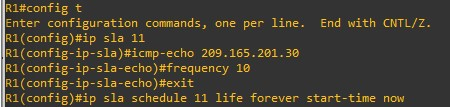 R1#config t
Enter configuration commands, one per line.  End with CNTL/Z.
R1(config)#ip sla 11
R1(config-ip-sla)#icmp-echo 209.165.201.30
R1(config-ip-sla-echo)#frequency 10
R1(config-ip-sla-echo)#exit
R1(config)#ip sla schedule 11 life forever start-time now